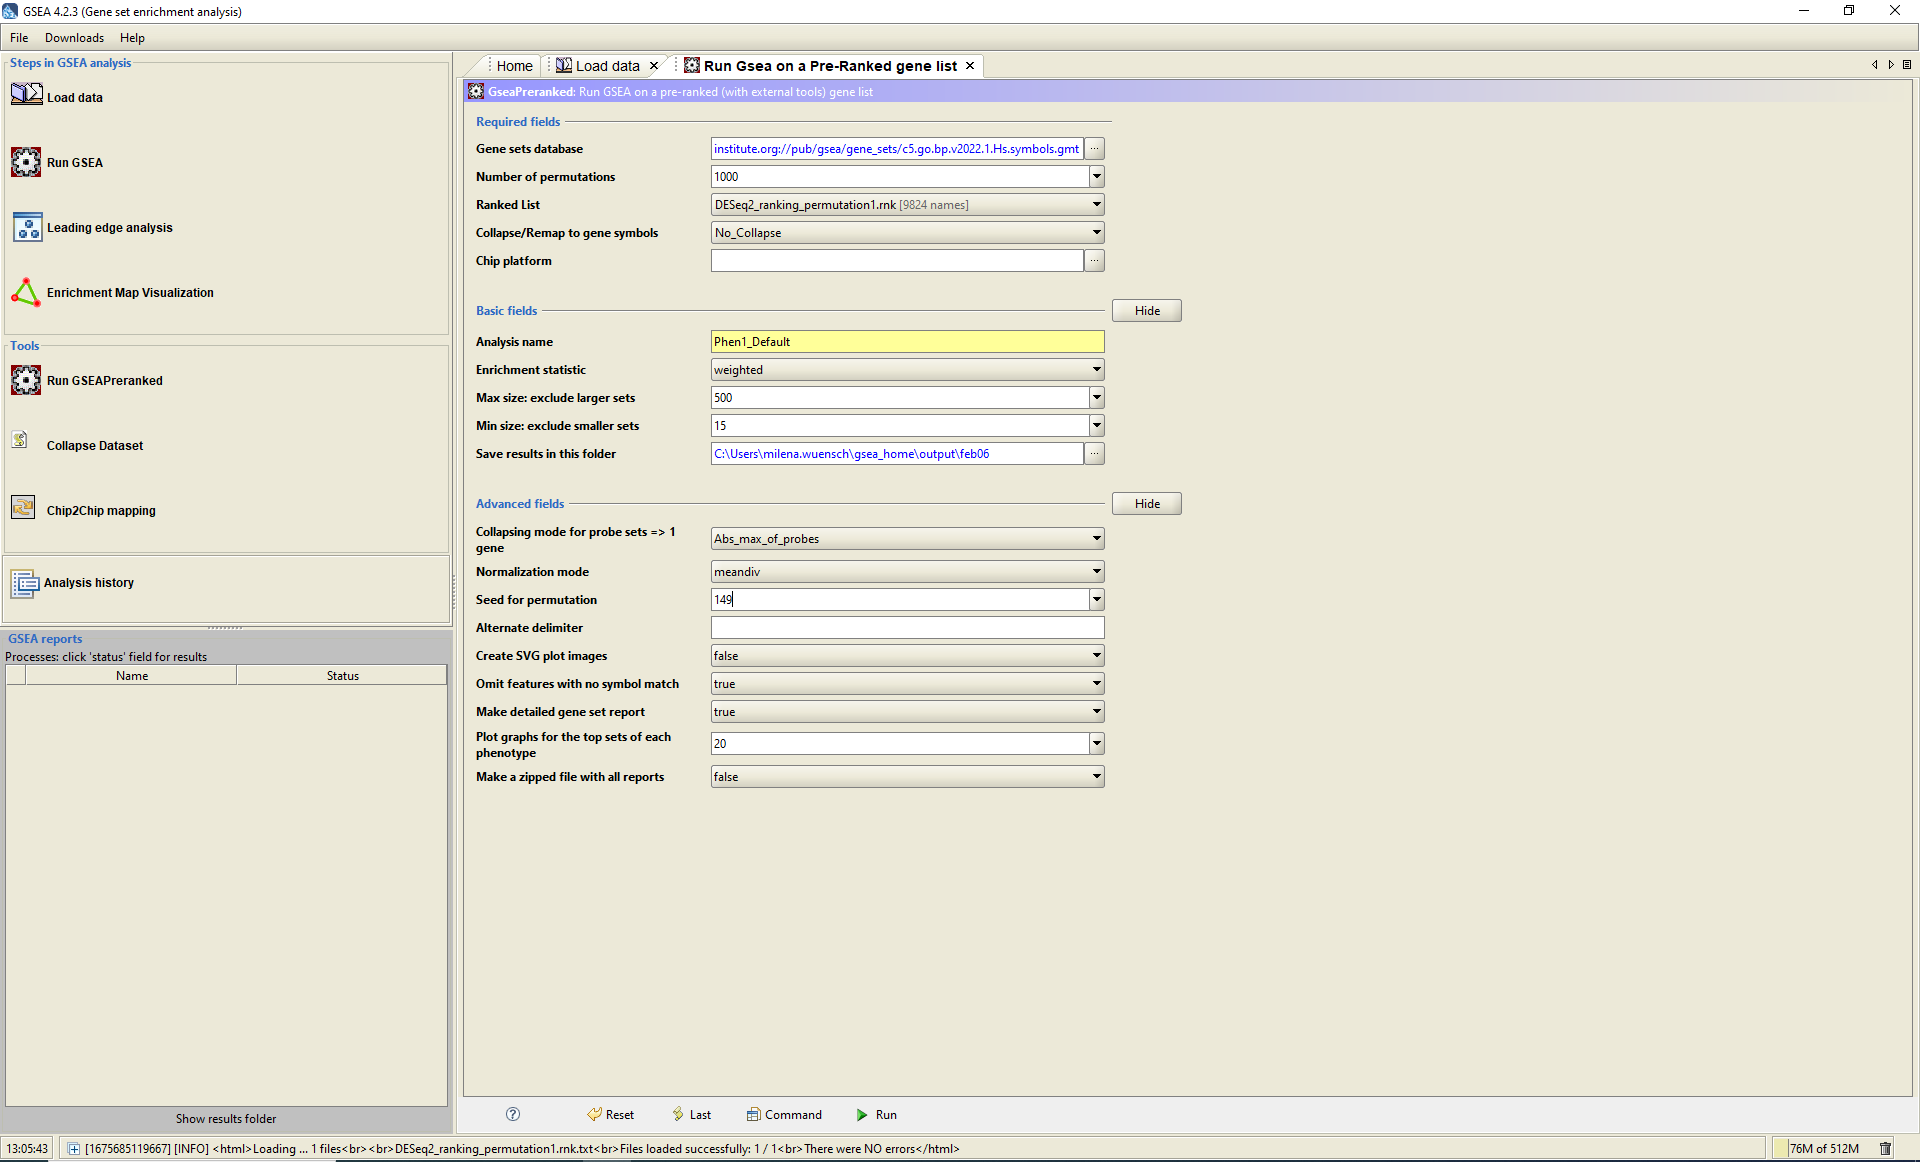 GSEA 4.2.3 (Gene set enrichment analysis)
File Downloads Help
Steps in GSEA analysis
Load data
Run GSEA
Leading edge analysis
Enrichment Map Visualization
Tools
Run GSEAPreranked
Collapse Dataset
Chip2Chip mapping
Analysis history
GSEA reports
Processes: click 'status' field for results
Name Status
Show results folder
Home Load data Run Gsea on a Pre-Ranked gene list
GseaPreranked: Run GSEA on a pre-ranked (with external tools) gene list
Required fields
Gene sets database institute.org://pub/gsea/gene_sets/c5.go.bp.v2022.1.Hs.symbols.gmt ...
Number of permutations 1000
Ranked List DESeq2_ranking_permutation1.rnk [9824 names]
Collapse/Remap to gene symbols No_Collapse
Chip platform ...
Basic fields Hide
Analysis name Phen1_Default
Enrichment statistic weighted
Max size: exclude larger sets 500
Min size: exclude smaller sets 15
Save results in this folder C:\Users\milena.wuensch\gsea_home\output\feb06 ...
Advanced fields Hide
Collapsing mode for probe sets => 1
gene Abs_max_of_probes
Normalization mode meandiv
Seed for permutation 149
Alternate delimiter
Create SVG plot images false
Omit features with no symbol match true
Make detailed gene set report true
Plot graphs for the top sets of each
phenotype 20
Make a zipped file with all reports false
? Reset Last Command Run
13:05:43 [1675685119667] [INFO] <html>Loading ... 1 files<br><br>DESeq2_ranking_permutation1.rnk.txt<br>Files loaded successfully: 1 / 1<br>There were NO errors</html> 76M of 512M